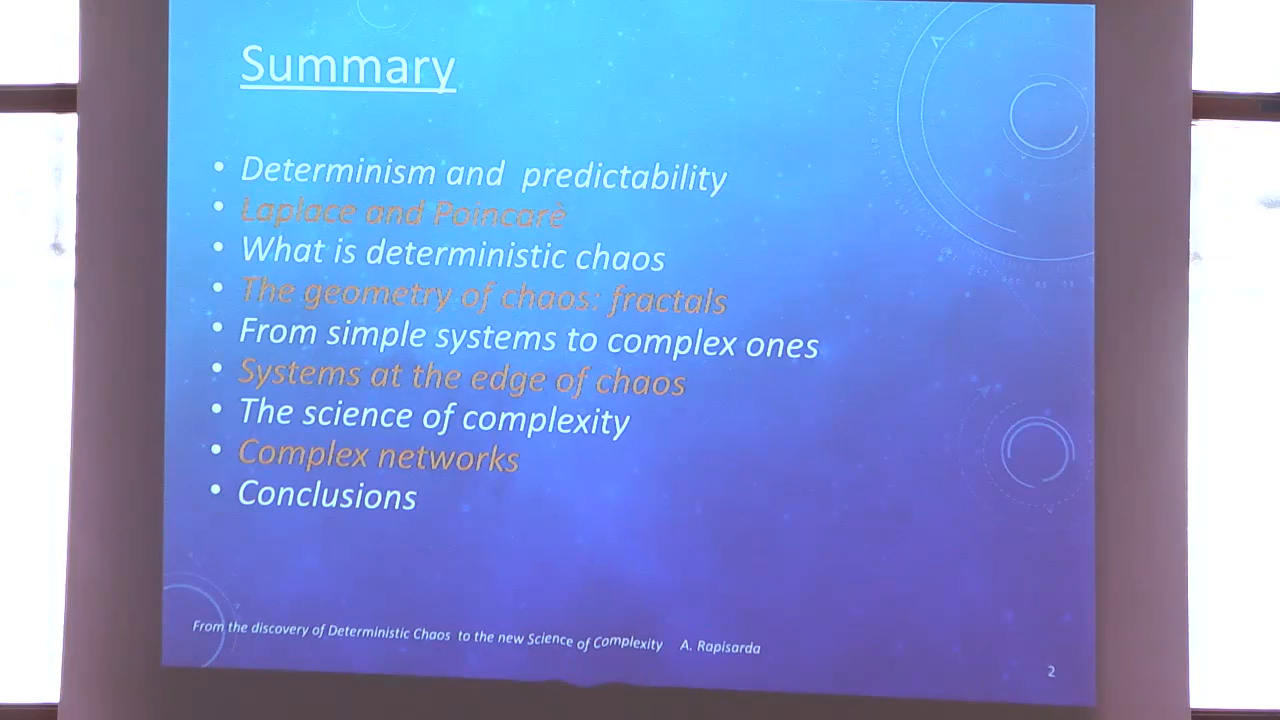 Summary
• Determinism and predictability
• Laplace and Poincarè
• What is deterministic chaos
• The geometry of chaos: fractals
• From simple systems to complex ones
• Systems at the edge of chaos
• The science of complexity
• Complex networks
• Conclusions
From the discovery of Deterministic Chaos to the new Science of Complexity A. Rapisarda
2